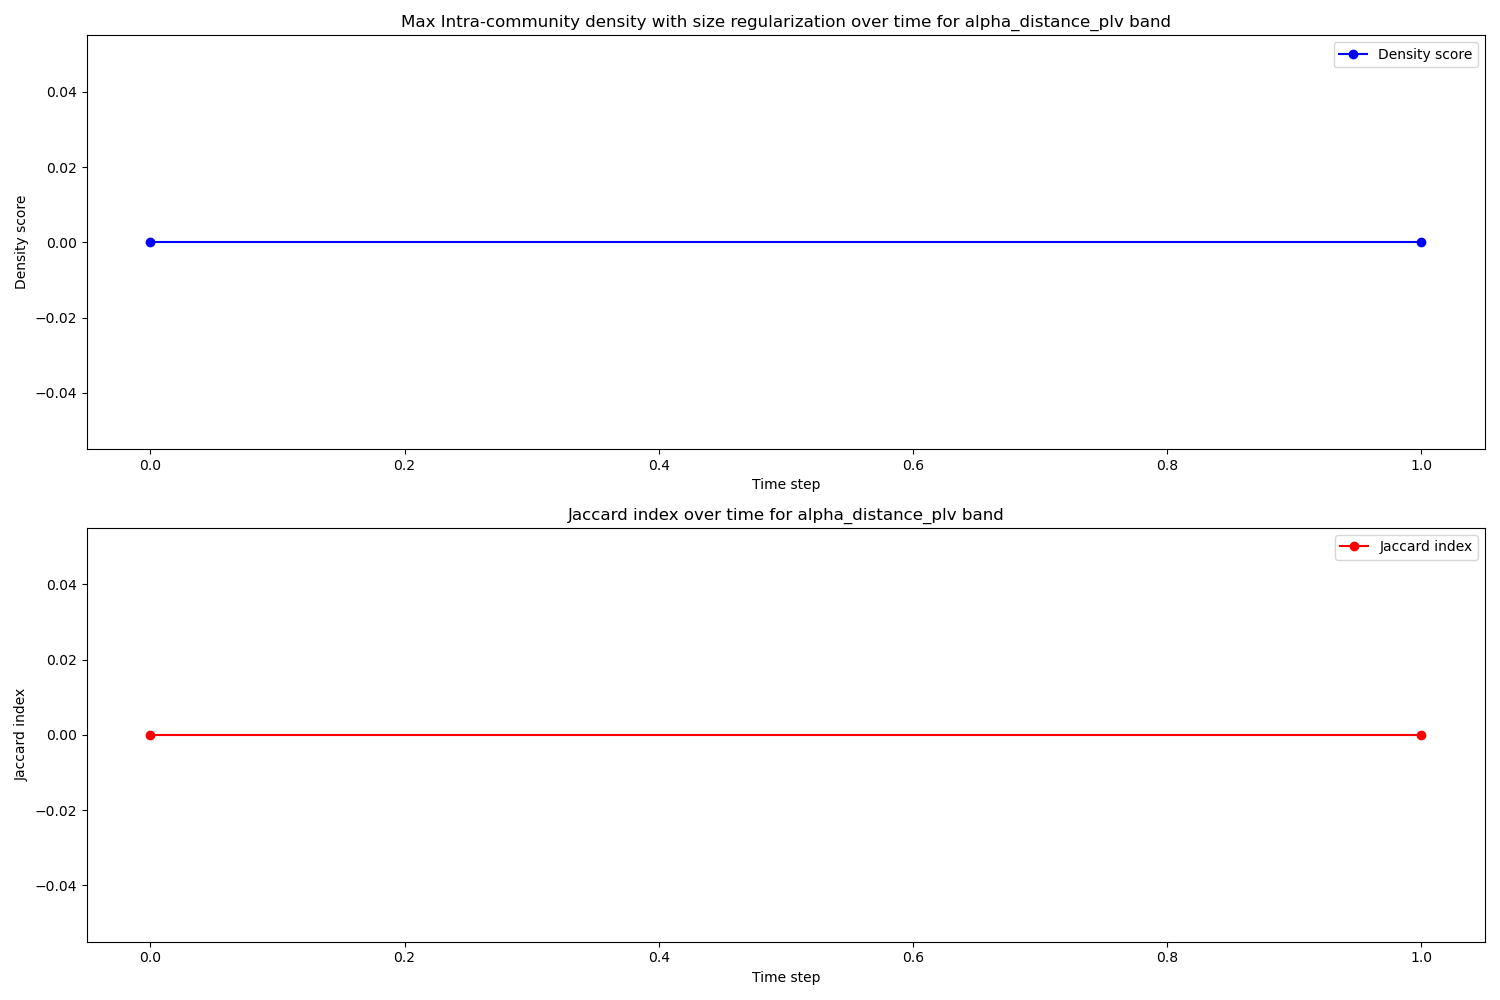 Max Intra-community density with size regularization over time for alpha_distance_plv band
Density score
0.04
0.02
0.00
−0.02
−0.04
Density score
0.0 0.2 0.4 0.6 0.8 1.0
Time step
Jaccard index over time for alpha_distance_plv band
Jaccard index
0.04
0.02
0.00
−0.02
−0.04
Jaccard index
0.0 0.2 0.4 0.6 0.8 1.0
Time step